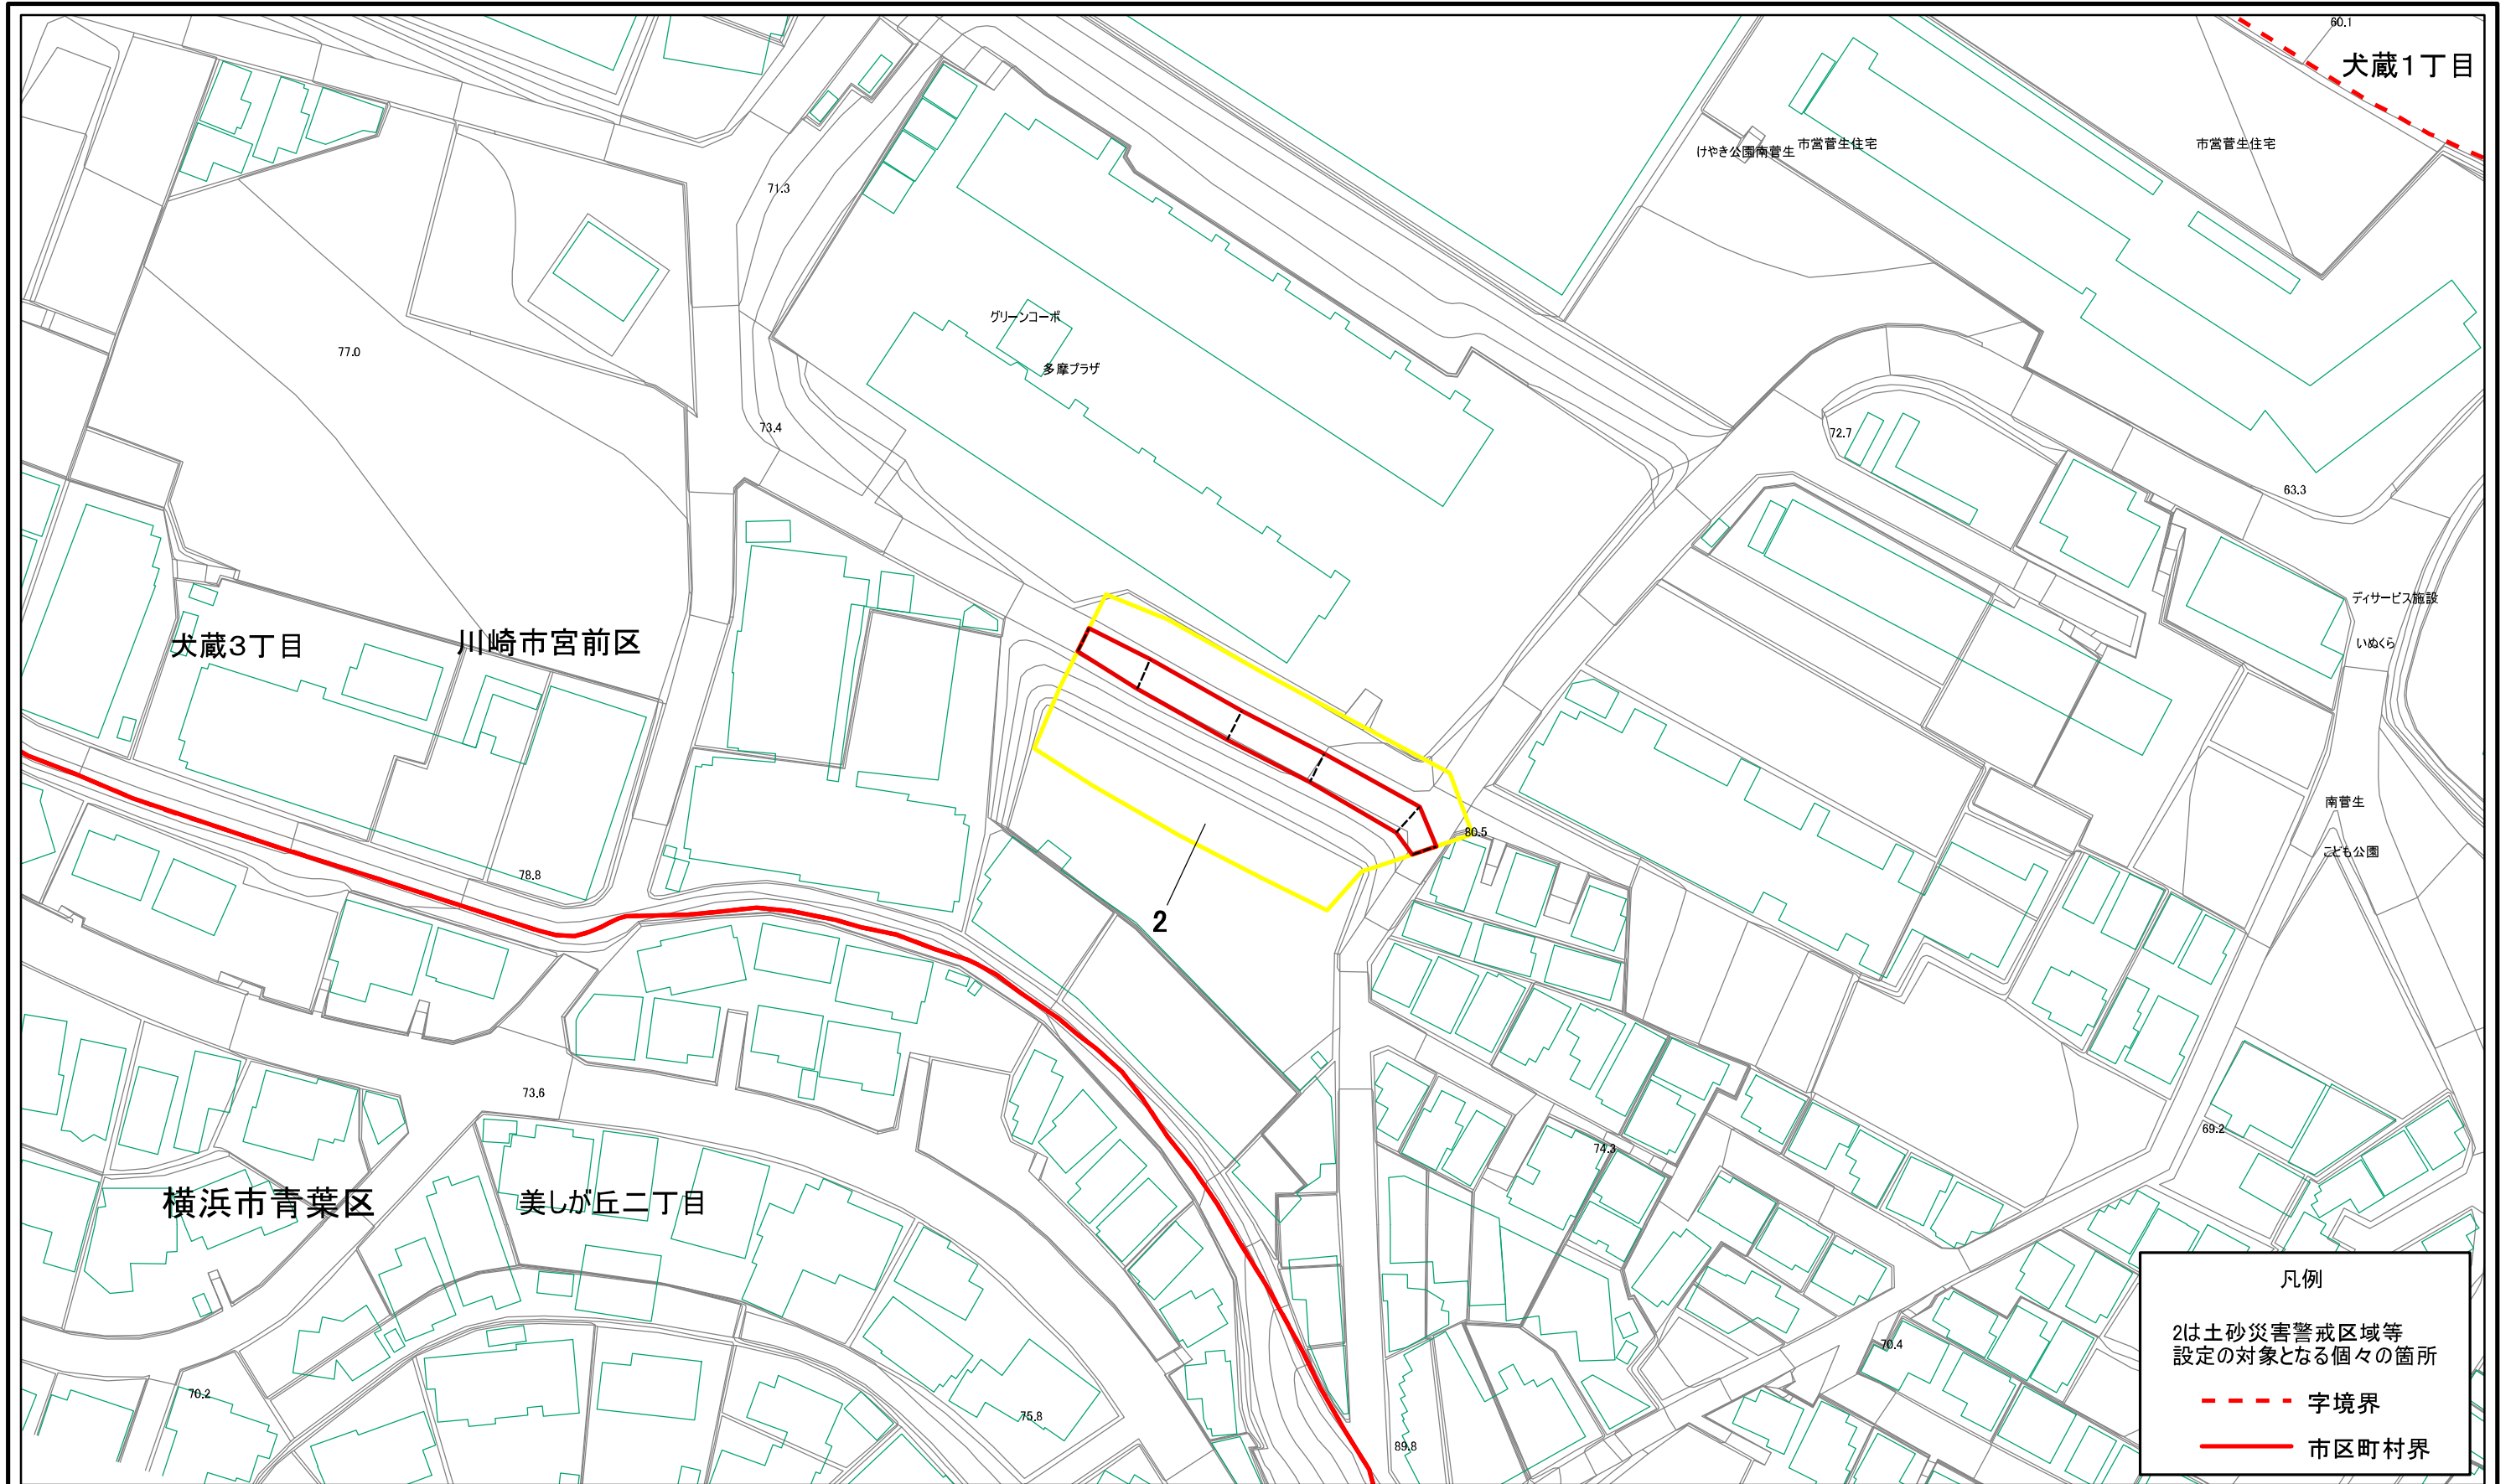 60.1
犬蔵1丁目
市営菅生住宅
市営菅生住宅
けやき公園南菅生
71.3
グリーンコーポ
77.0
多摩プラザ
73.4
72.7
63.3
ディサービス施設
犬蔵3丁目
川崎市宮前区
いぬくら
南菅生
80.5
こども公園
78.8
2
73.6
69.2
74.3
横浜市青葉区
美しが丘二丁目
70.4
70.2
75.8
89.8
凡例
2は土砂災害警戒区域等
設定の対象となる個々の箇所
字境界
市区町村界